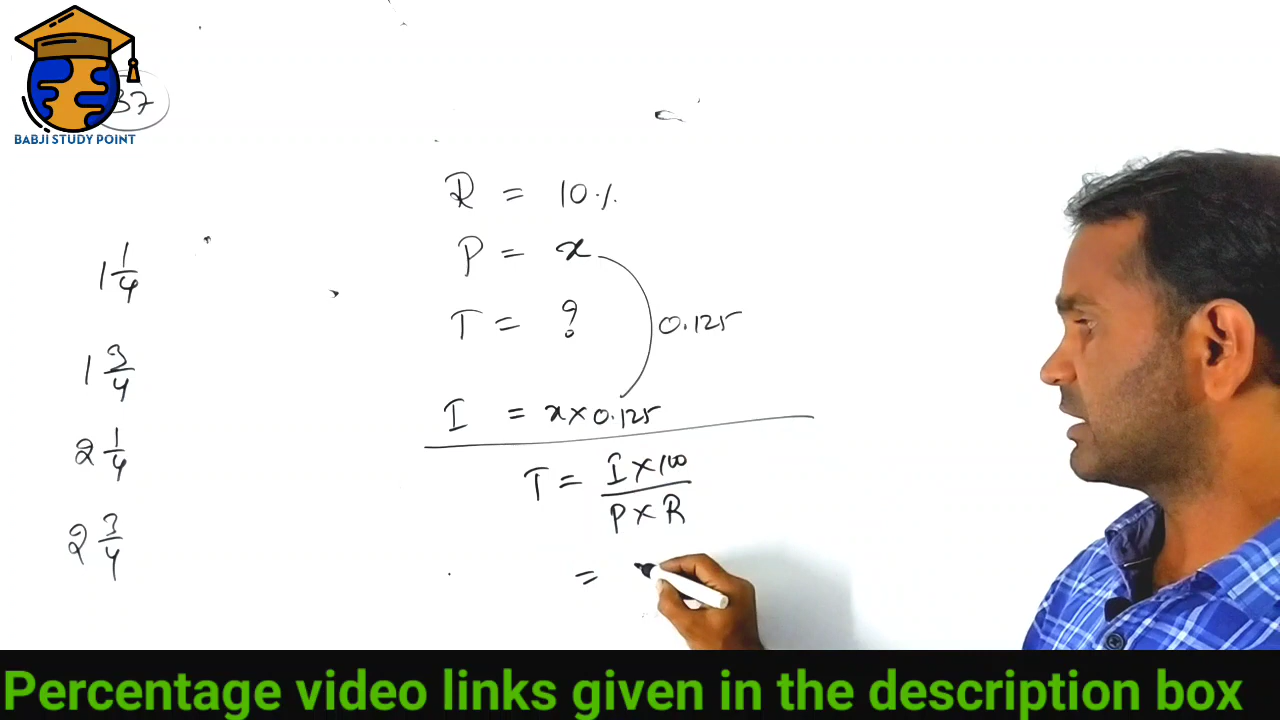 37
BABJI STUDY POINT
R = 10%
P = x
T = ?
0.125
I = x × 0.125
T = I × 100 / P × R
=
1 1/4
1 3/4
2 1/4
2 3/4
Percentage video links given in the description box